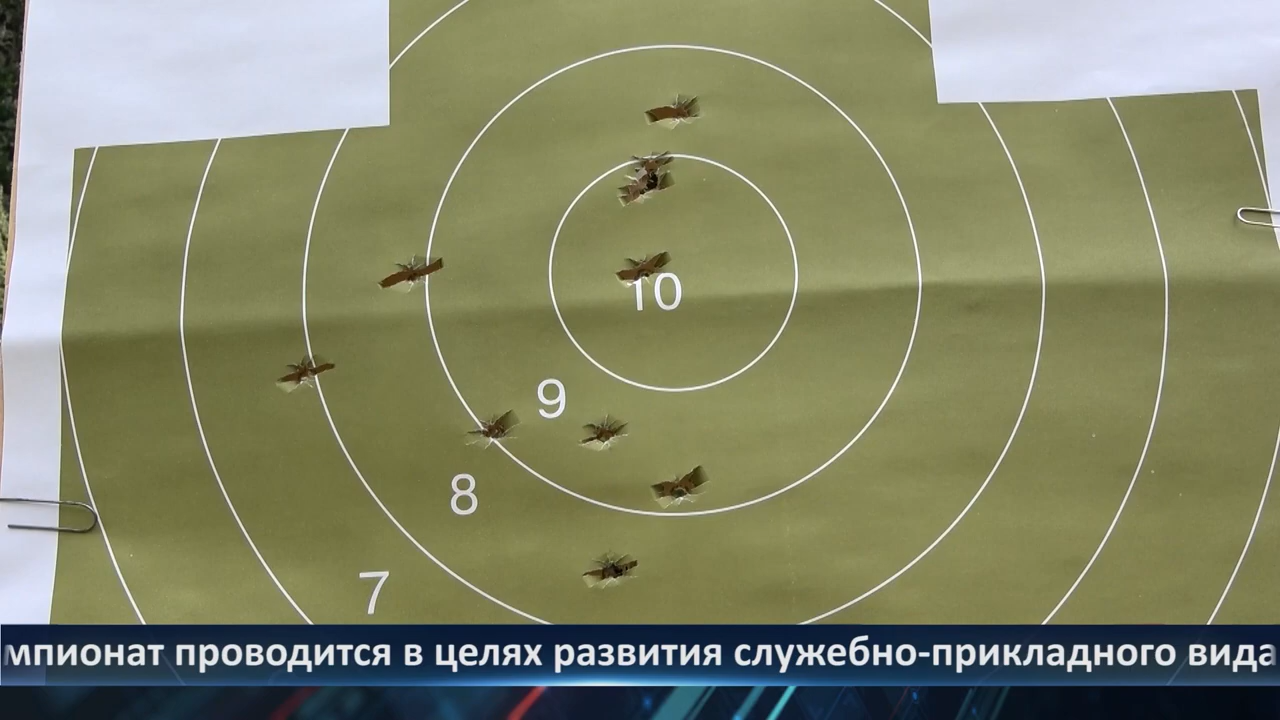 10
9
8
7
мпионат проводится в целях развития служебно-прикладного вида